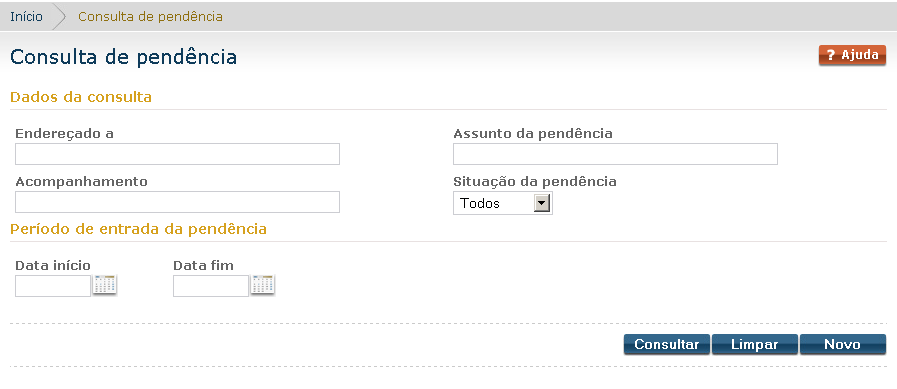 Início Consulta de pendência
Consulta de pendência
? Ajuda
Dados da consulta
Endereçado a Assunto da pendência
Acompanhamento Situação da pendência
Todos
Período de entrada da pendência
Data início Data fim
Consultar Limpar Novo